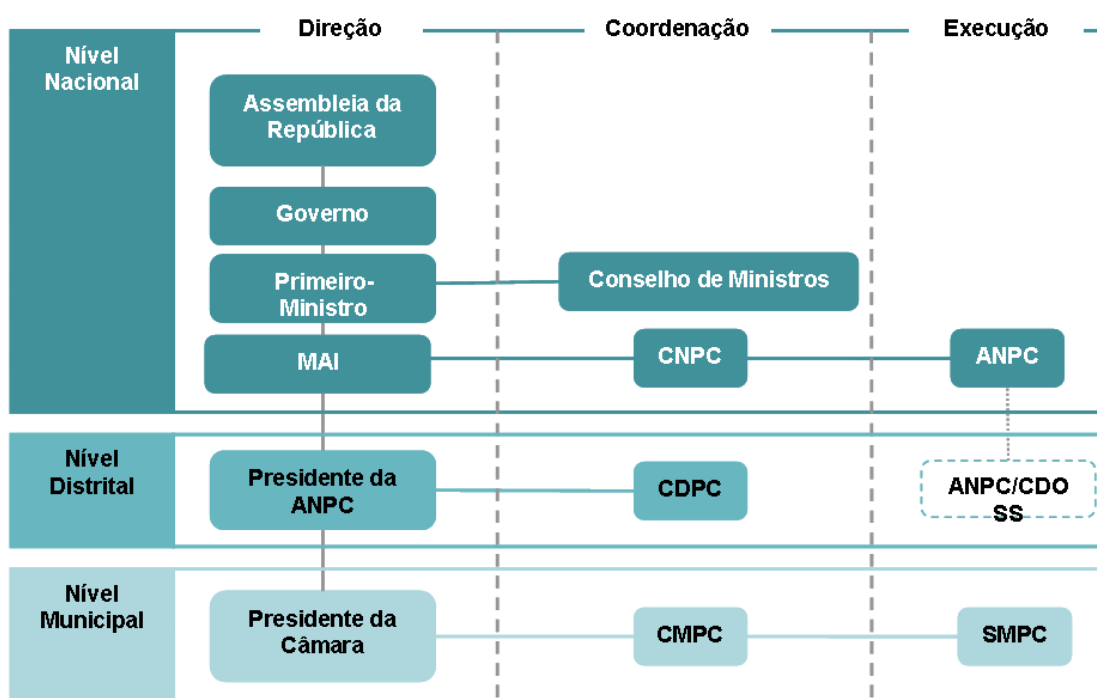 Direção
Coordenação
Execução
Nível
Nacional
Assembleia da
República
Governo
Primeiro-
Ministro
Conselho de Ministros
MAI
CNPC
ANPC
Nível
Distrital
Presidente da
ANPC
CDPC
ANPC/CDO
SS
Nível
Municipal
Presidente da
Câmara
CMPC
SMPC